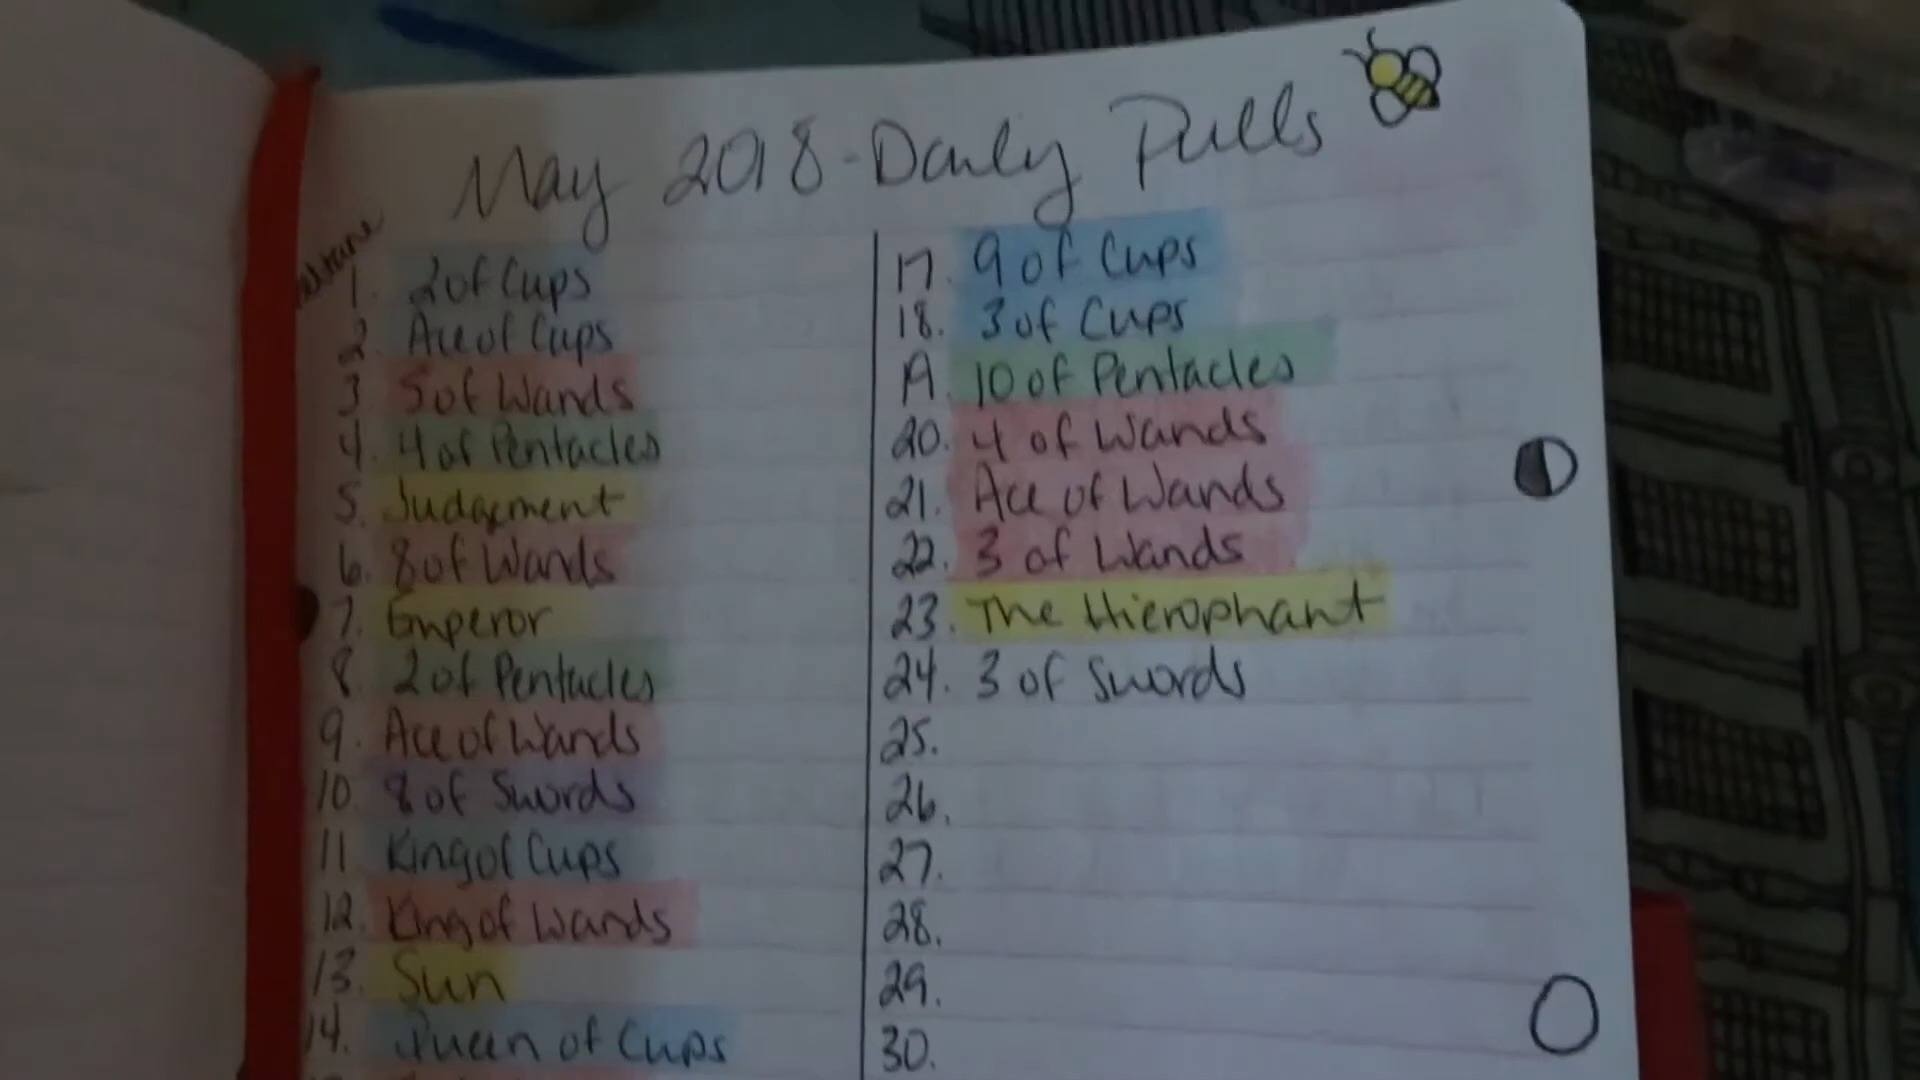 May 2018 - Daily Pulls
1. 2 of Cups
2. Ace of Cups
3. 5 of Wands
4. 4 of Pentacles
5. Judgement
6. 8 of Wands
7. Emperor
8. 2 of Pentacles
9. Ace of Wands
10. 8 of Swords
11. King of Cups
12. King of Wands
13. Sun
14. Queen of Cups
17. 9 of Cups
18. 3 of Cups
19. 10 of Pentacles
20. 4 of Wands
21. Ace of Wands
22. 3 of Wands
23. The Hierophant
24. 3 of Swords
25.
26.
27.
28.
29.
30.